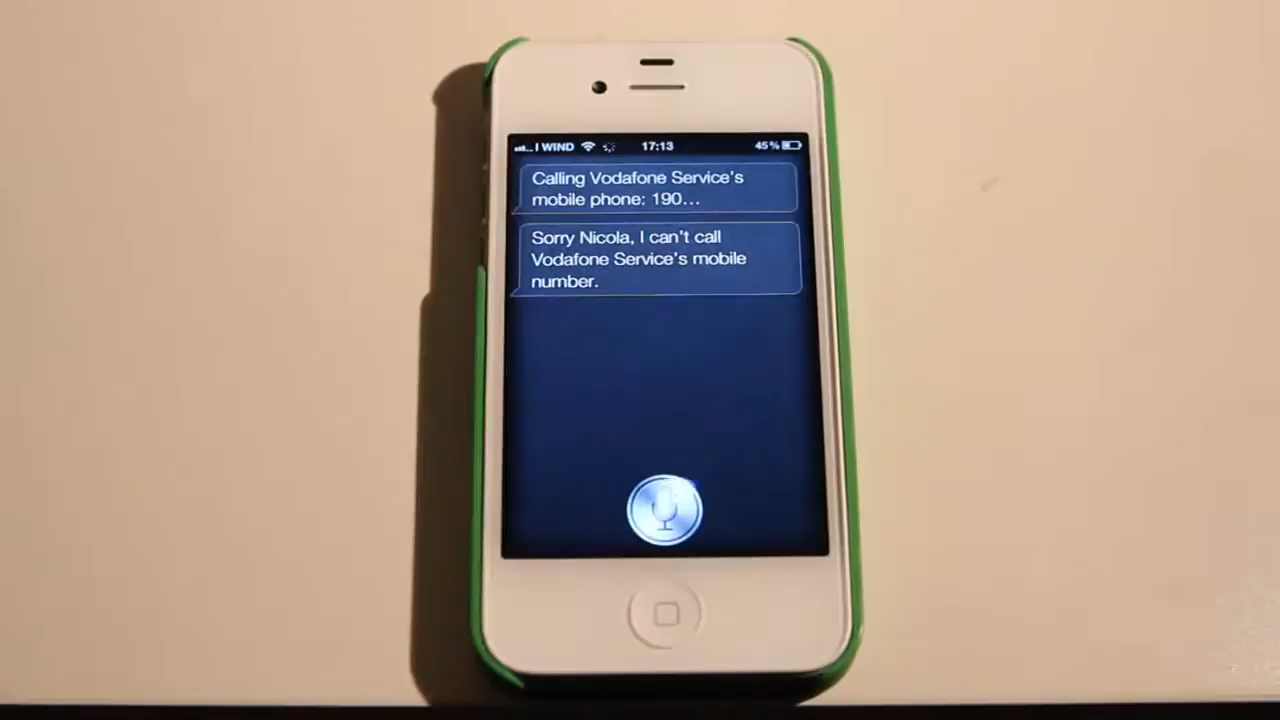 I WIND 17:13 45%
Calling Vodafone Service's
mobile phone: 190...
Sorry Nicola, I can't call
Vodafone Service's mobile
number.